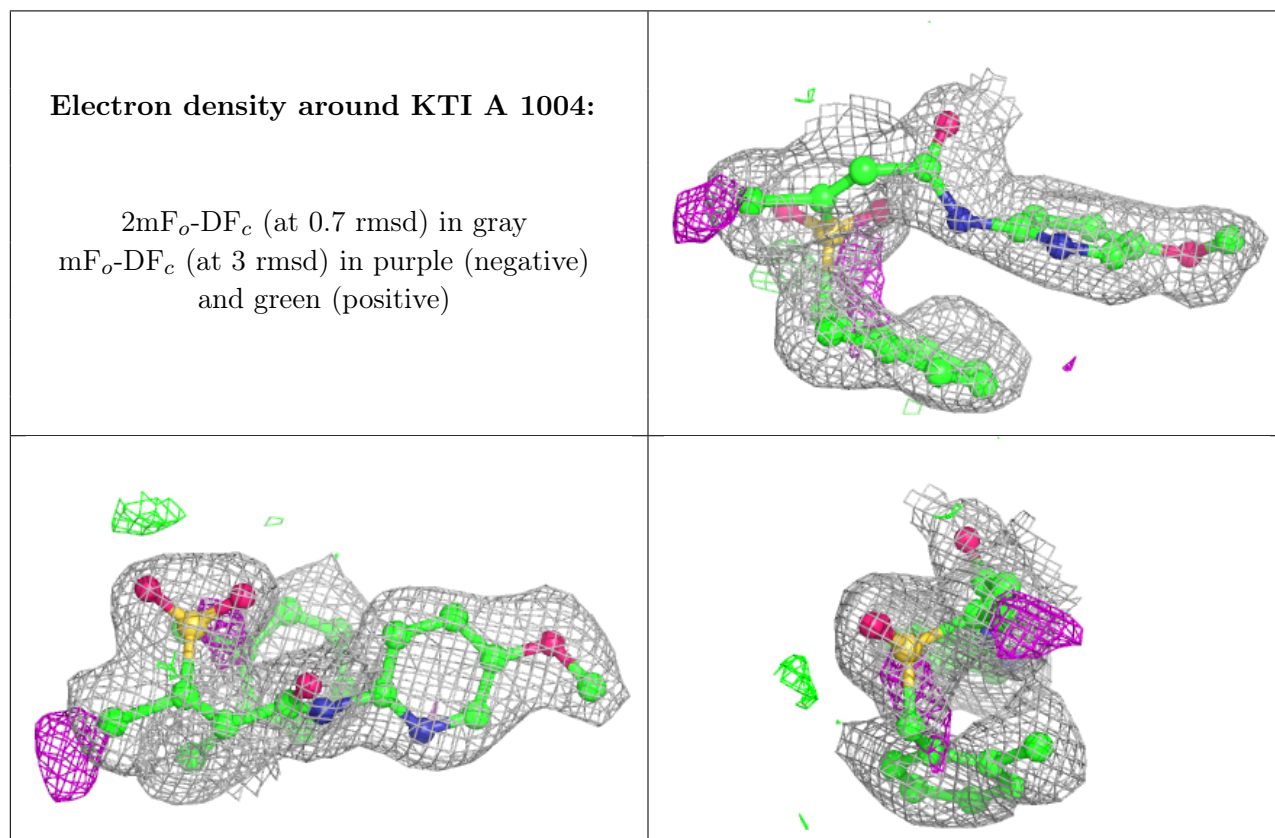 Electron density around KTI A 1004:
2mFₒ-DF𝒸 (at 0.7 rmsd) in gray
mFₒ-DF𝒸 (at 3 rmsd) in purple (negative)
and green (positive)